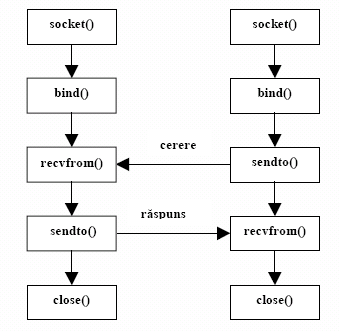 socket() socket()
bind() bind()
cerere
recvfrom() sendto()
răspuns
sendto() recvfrom()
close() close()